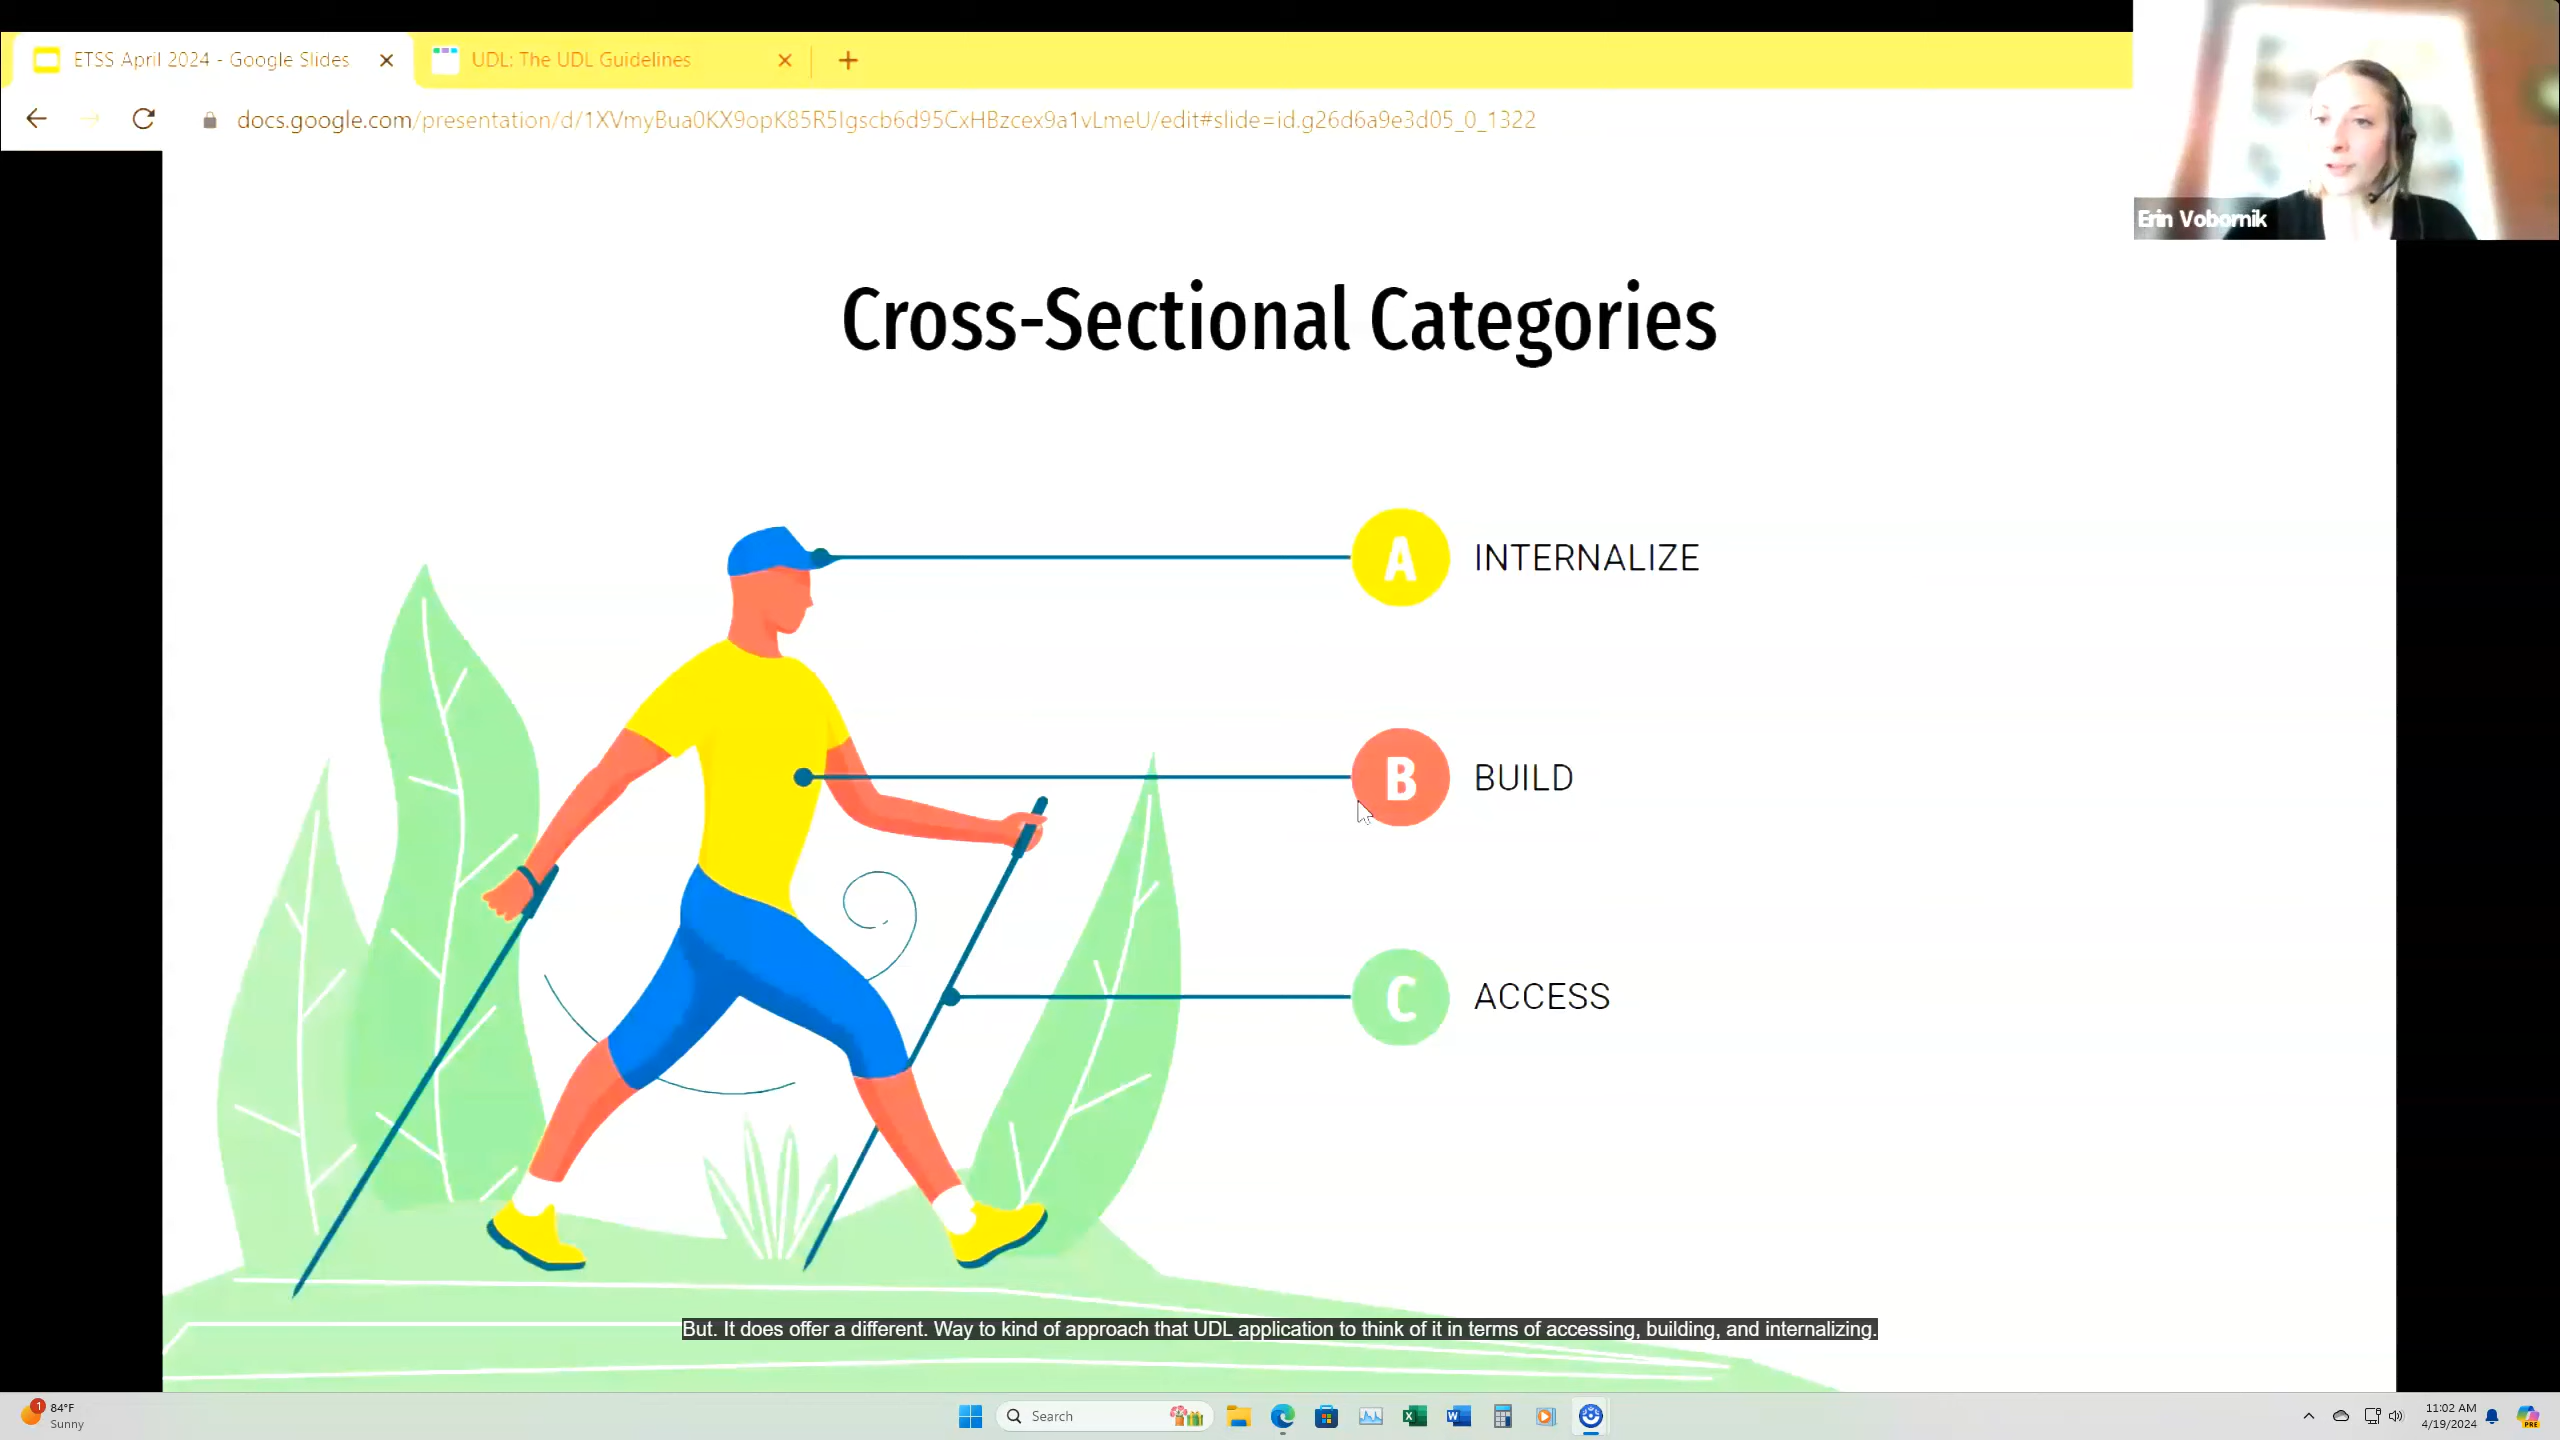 ETSS April 2024 - Google Slides
UDL: The UDL Guidelines
docs.google.com/presentation/d/1XVmyBua0KX9opK85R5Igscb6d95CxHBzcex9a1vLmeU/edit#slide=id.g26d6a9e3d05_0_1322
Erin Vobornik
Cross-Sectional Categories
A INTERNALIZE
B BUILD
C ACCESS
But. It does offer a different. Way to kind of approach that UDL application to think of it in terms of accessing, building, and internalizing.
1
84°F
Sunny
Search
11:02 AM
4/19/2024
PRE